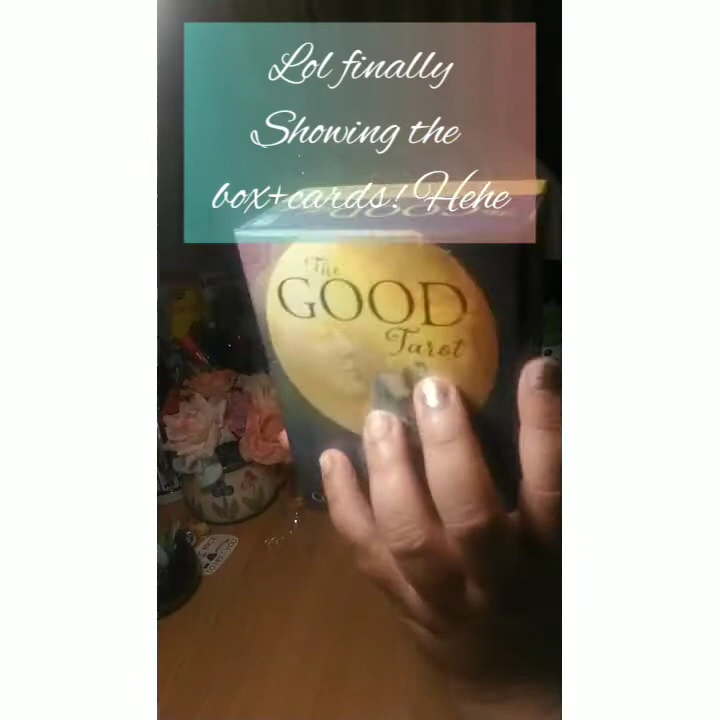 Lol finally
Showing the
box+cards! Hehe
The
GOOD
Tarot